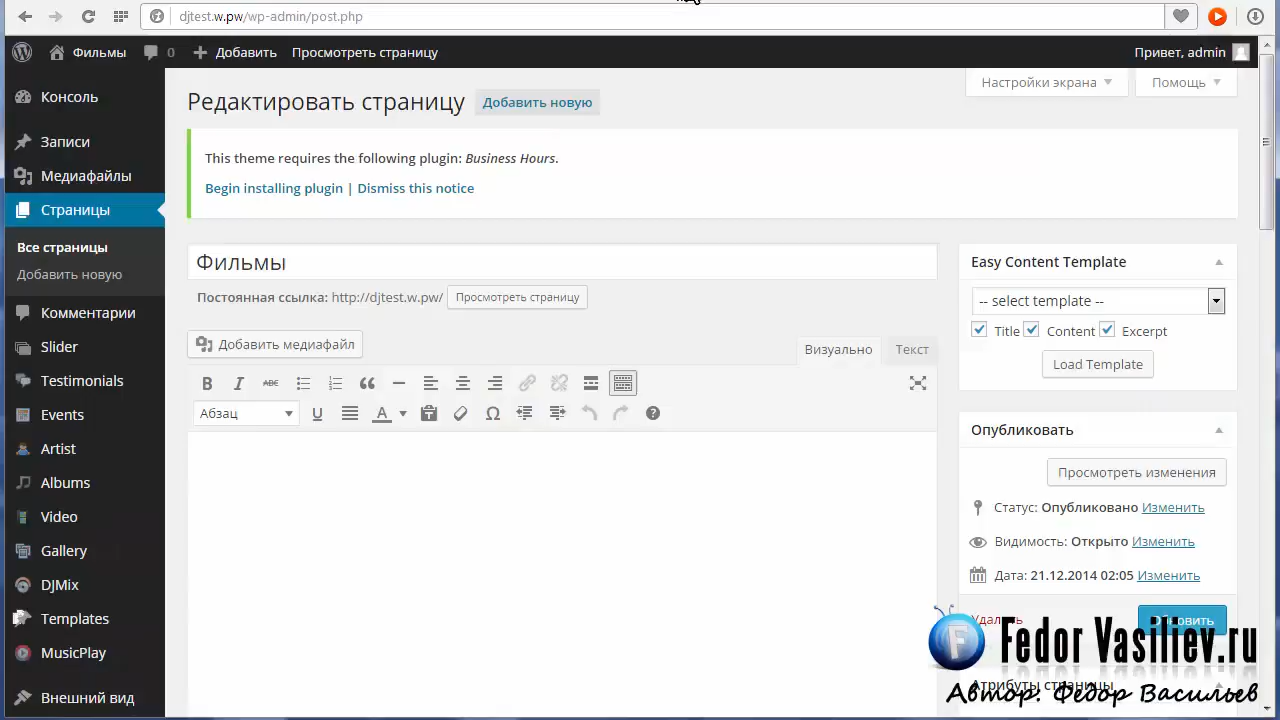 djtest.w.pw/wp-admin/post.php
Фильмы 0 Добавить Просмотреть страницу Привет, admin
Настройки экрана Помощь
Консоль
Записи
Медиафайлы
Страницы
Все страницы
Добавить новую
Комментарии
Slider
Testimonials
Events
Artist
Albums
Video
Gallery
DJMix
Templates
MusicPlay
Внешний вид
Редактировать страницу Добавить новую
This theme requires the following plugin: Business Hours.
Begin installing plugin | Dismiss this notice
Фильмы
Постоянная ссылка: http://djtest.w.pw/ Просмотреть страницу
Добавить медиафайл
Визуально Текст
B I ABC
Абзац U A Ω ?
Easy Content Template
-- select template --
Title Content Excerpt
Load Template
Опубликовать
Просмотреть изменения
Статус: Опубликовано Изменить
Видимость: Открыто Изменить
Дата: 21.12.2014 02:05 Изменить
Удалить Обновить
Атрибуты страницы
F Fedor Vasiliev.ru
Автор: Федор Васильев